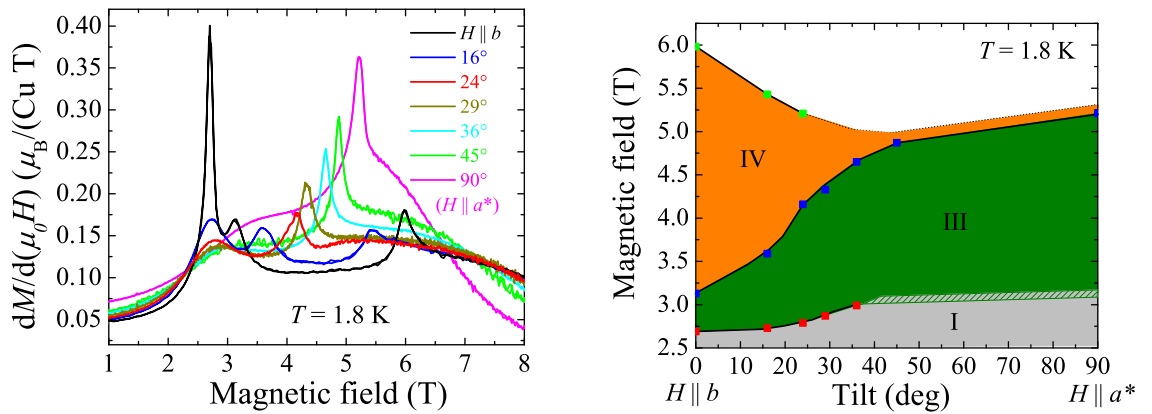 dM/d(μ₀H) (μ_B/(Cu T)
0.40
0.35
0.30
0.25
0.20
0.15
0.10
0.05
H ∥ b
16°
24°
29°
36°
45°
90°
(H ∥ a*)
T = 1.8 K
1 2 3 4 5 6 7 8
Magnetic field (T)
Magnetic field (T)
6.0
5.5
5.0
4.5
4.0
3.5
3.0
2.5
T = 1.8 K
IV
III
I
0 10 20 30 40 50 60 70 80 90
H ∥ b Tilt (deg) H ∥ a*